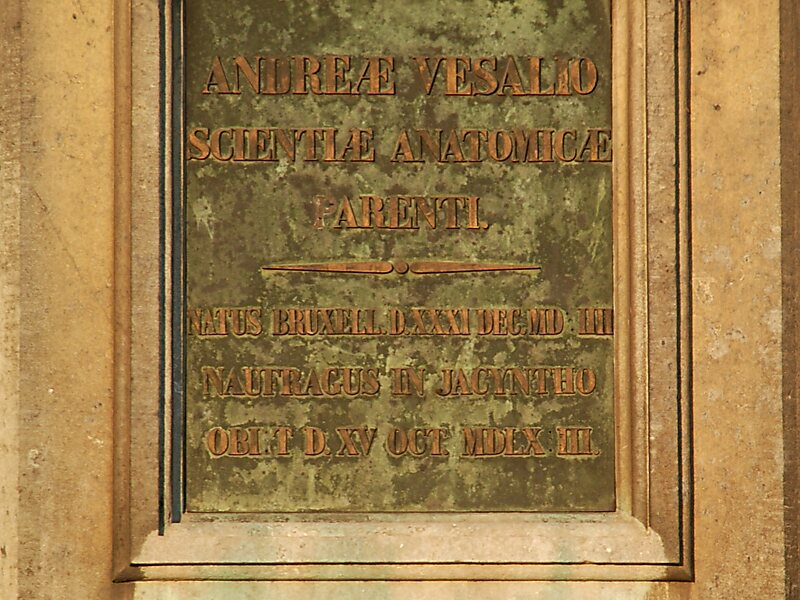 ANDREÆ VESALIO
SCIENTIÆ ANATOMICÆ
PARENTI.
NATUS BRUXELL. D. XXXI DEC. MD III
NAUFRAGUS IN JACYNTHO
OBIIT D. XV OCT MDLX III.